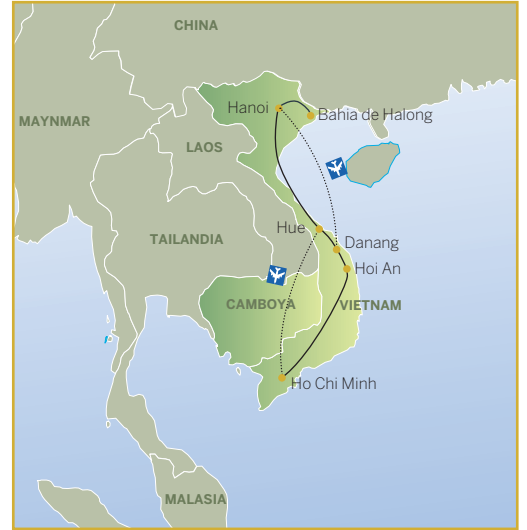 CHINA
Hanoi
Bahia de Halong
MAYNMAR
LAOS
Hue
TAILANDIA
Danang
Hoi An
CAMBOYA
VIETNAM
Ho Chi Minh
MALASIA